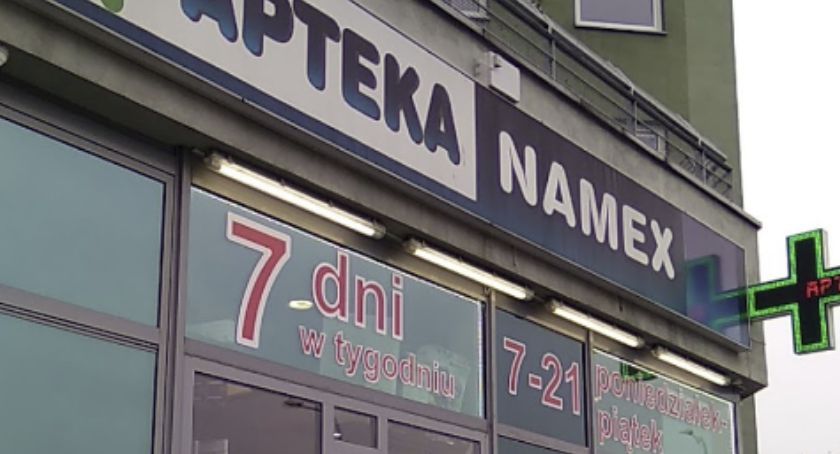 APTEKA NAMEX
7 dni
w tygodniu
7-21
poniedziałek-
piątek